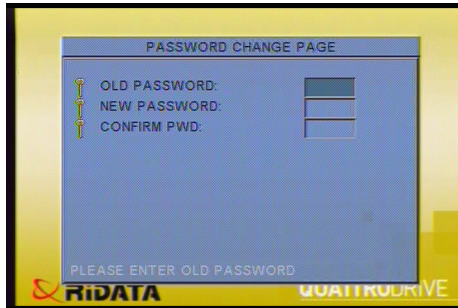 PASSWORD CHANGE PAGE
OLD PASSWORD:
NEW PASSWORD:
CONFIRM PWD:
PLEASE ENTER OLD PASSWORD
RiDATA
QUATTRODRIVE